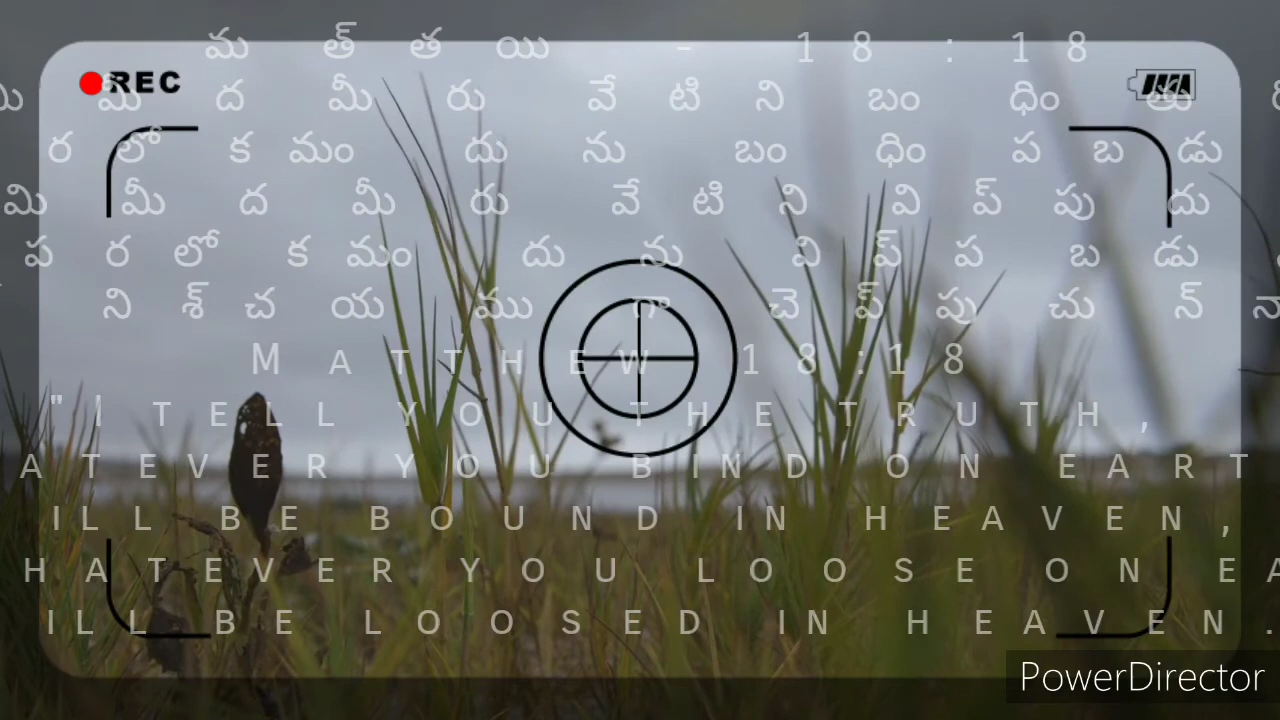 మత్తయి - 18:18
REC
మీద మీరు వేటిని బంధిం
రలోకమందును బంధింపబడు
మిమీద మీరు వేటిని విప్పుదు
పరలోకమందును విప్పబడు
నిశ్చయముగా చెప్పుచున్నా
MATTHEW 18:18
"I TELL YOU THE TRUTH,
ATEVER YOU BIND ON EART
ILL BE BOUND IN HEAVEN,
HATEVER YOU LOOSE ON EA
ILL BE LOOSED IN HEAVEN.
PowerDirector